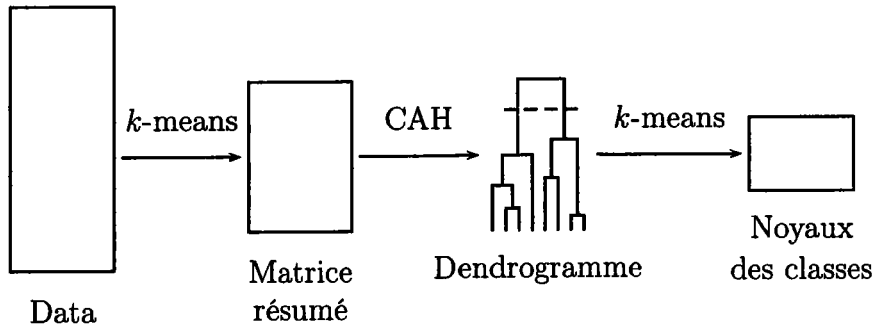 k-means
CAH
k-means
Data
Matrice
résumé
Dendrogramme
Noyaux
des classes